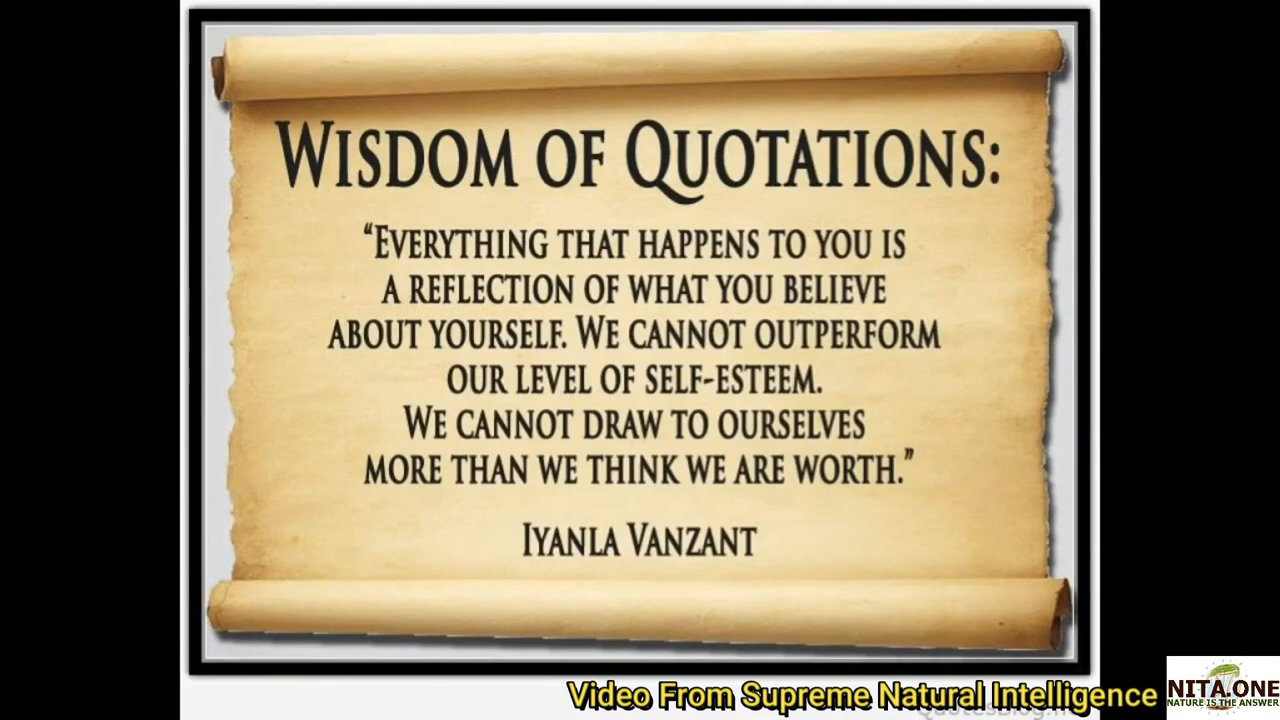 WISDOM OF QUOTATIONS:
“EVERYTHING THAT HAPPENS TO YOU IS
A REFLECTION OF WHAT YOU BELIEVE
ABOUT YOURSELF. WE CANNOT OUTPERFORM
OUR LEVEL OF SELF-ESTEEM.
WE CANNOT DRAW TO OURSELVES
MORE THAN WE THINK WE ARE WORTH.”
IYANLA VANZANT
Video From Supreme Natural Intelligence
NITA.ONE
NATURE IS THE ANSWER